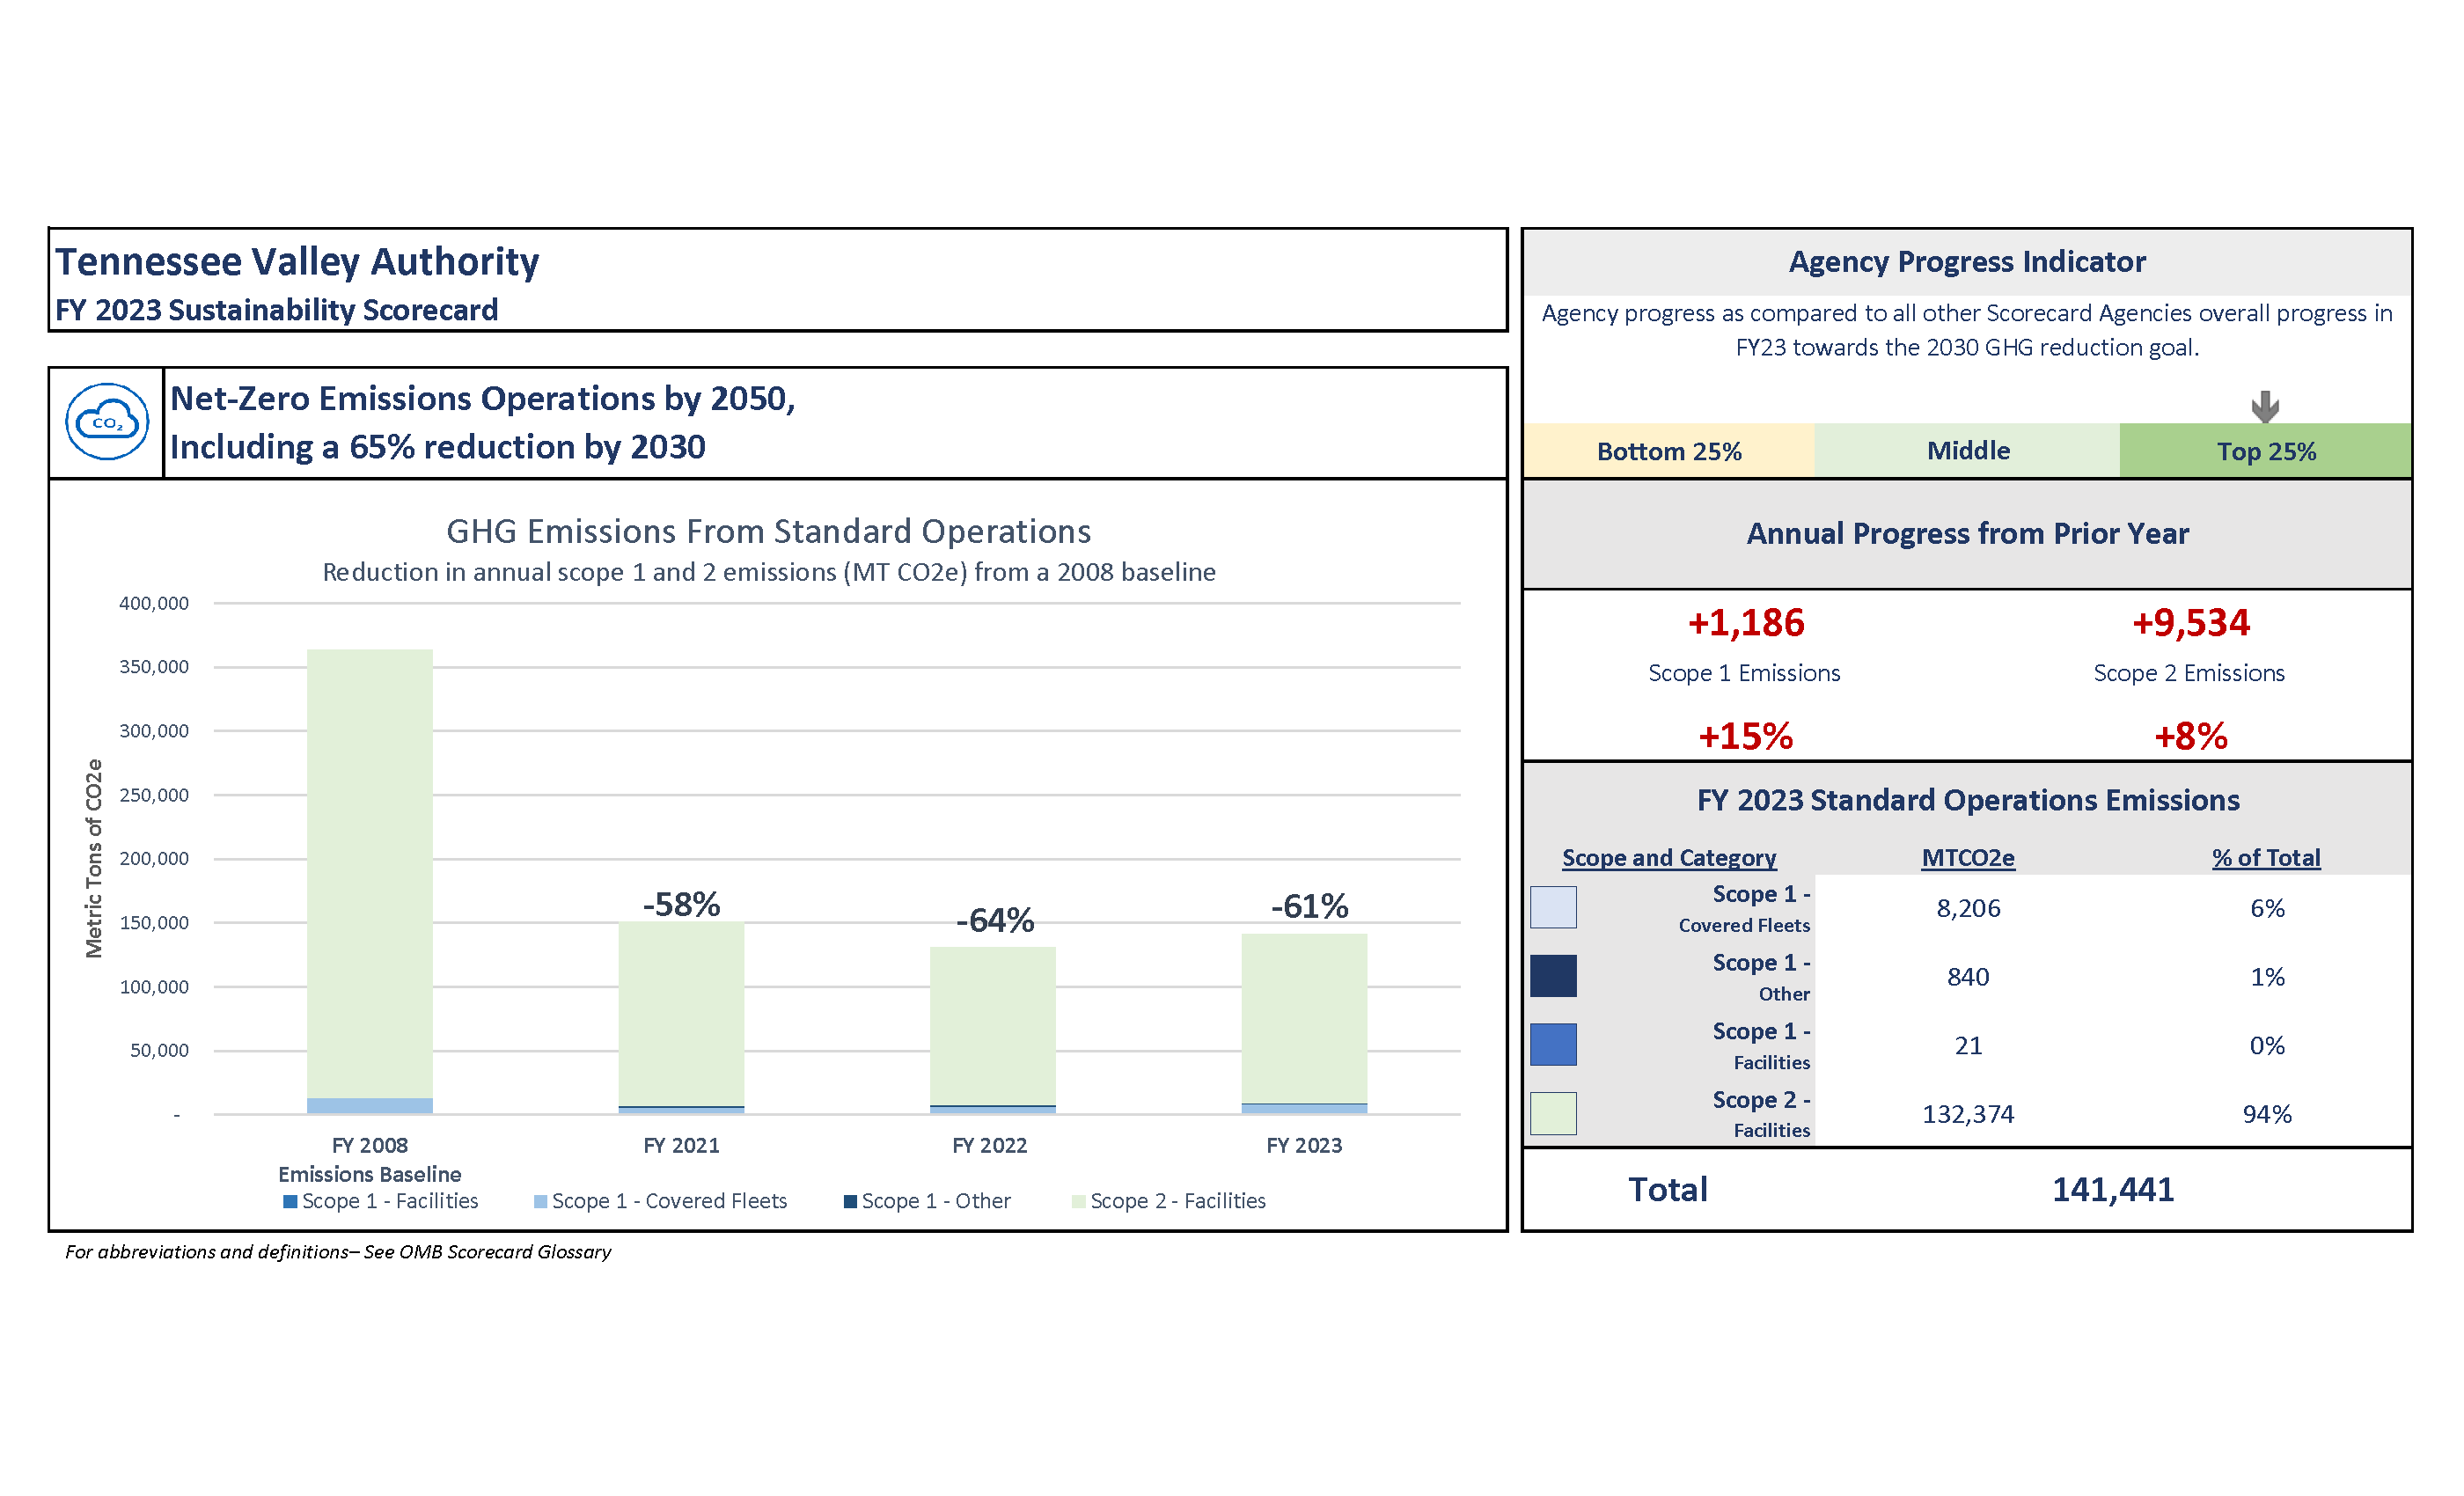 Tennessee Valley Authority
FY 2023 Sustainability Scorecard
CO₂
Net-Zero Emissions Operations by 2050,
Including a 65% reduction by 2030
GHG Emissions From Standard Operations
Reduction in annual scope 1 and 2 emissions (MT CO2e) from a 2008 baseline
Metric Tons of CO2e
400,000
350,000
300,000
250,000
200,000
150,000
100,000
50,000
-
-58%
-64%
-61%
FY 2008
Emissions Baseline
FY 2021
FY 2022
FY 2023
Scope 1 - Facilities
Scope 1 - Covered Fleets
Scope 1 - Other
Scope 2 - Facilities
For abbreviations and definitions– See OMB Scorecard Glossary
Agency Progress Indicator
Agency progress as compared to all other Scorecard Agencies overall progress in
FY23 towards the 2030 GHG reduction goal.
Bottom 25%
Middle
Top 25%
Annual Progress from Prior Year
+1,186
Scope 1 Emissions
+15%
+9,534
Scope 2 Emissions
+8%
FY 2023 Standard Operations Emissions
Scope and Category MTCO2e % of Total
Scope 1 -
Covered Fleets
8,206 6%
Scope 1 -
Other
840 1%
Scope 1 -
Facilities
21 0%
Scope 2 -
Facilities
132,374 94%
Total 141,441